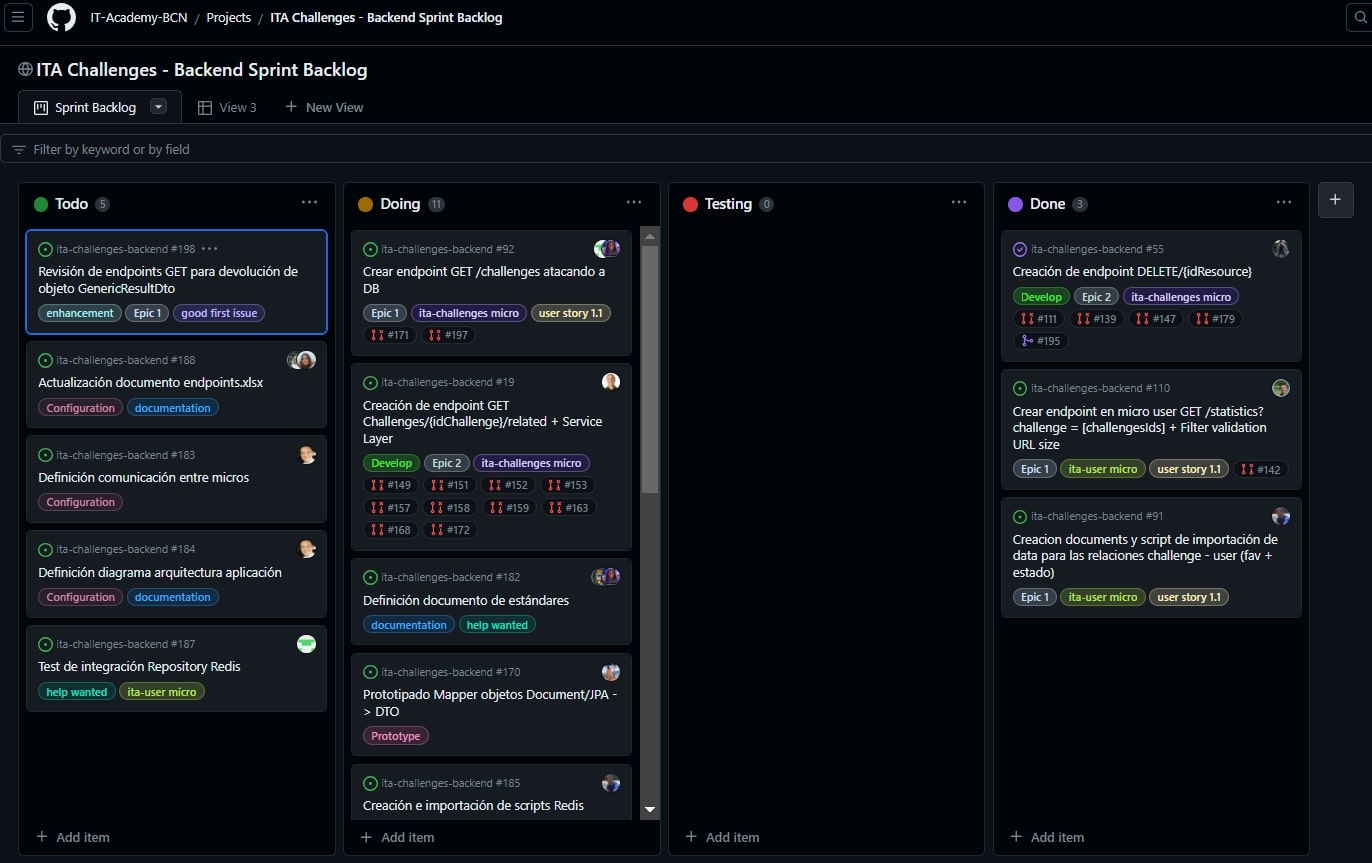 IT-Academy-BCN / Projects / ITA Challenges - Backend Sprint Backlog
ITA Challenges - Backend Sprint Backlog
Sprint Backlog
View 3
+ New View
Filter by keyword or by field
Todo 5 ...
ita-challenges-backend #198 ...
Revisión de endpoints GET para devolución de
objeto GenericResultDto
enhancement Epic 1 good first issue
ita-challenges-backend #188
Actualización documento endpoints.xlsx
Configuration documentation
ita-challenges-backend #183
Definición comunicación entre micros
Configuration
ita-challenges-backend #184
Definición diagrama arquitectura aplicación
Configuration documentation
ita-challenges-backend #187
Test de integración Repository Redis
help wanted ita-user micro
+ Add item
Doing 11 ...
ita-challenges-backend #92
Crear endpoint GET /challenges atacando a
DB
Epic 1 ita-challenges micro user story 1.1
#171 #197
ita-challenges-backend #19
Creación de endpoint GET
Challenges/{idChallenge}/related + Service
Layer
Develop Epic 2 ita-challenges micro
#149 #151 #152 #153
#157 #158 #159 #163
#168 #172
ita-challenges-backend #182
Definición documento de estándares
documentation help wanted
ita-challenges-backend #170
Prototipado Mapper objetos Document/JPA -
> DTO
Prototype
ita-challenges-backend #185
Creación e importación de scripts Redis
+ Add item
Testing 0 ...
+ Add item
Done 3 ...
ita-challenges-backend #55
Creación de endpoint DELETE/{idResource}
Develop Epic 2 ita-challenges micro
#111 #139 #147 #179
#195
ita-challenges-backend #110
Crear endpoint en micro user GET /statistics?
challenge = [challengesIds] + Filter validation
URL size
Epic 1 ita-user micro user story 1.1 #142
ita-challenges-backend #91
Creacion documents y script de importación de
data para las relaciones challenge - user (fav +
estado)
Epic 1 ita-user micro user story 1.1
+ Add item
+